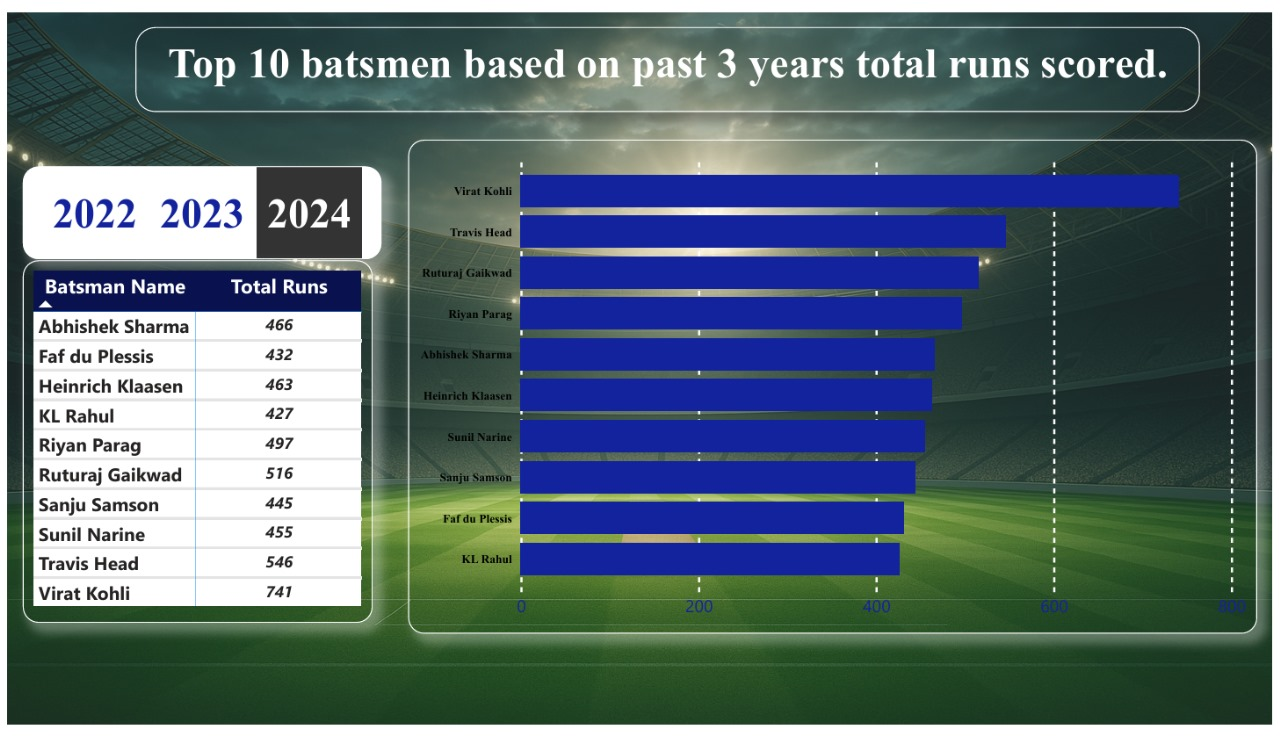 Top 10 batsmen based on past 3 years total runs scored.
2022 2023 2024
Batsman Name Total Runs
Abhishek Sharma 466
Faf du Plessis 432
Heinrich Klaasen 463
KL Rahul 427
Riyan Parag 497
Ruturaj Gaikwad 516
Sanju Samson 445
Sunil Narine 455
Travis Head 546
Virat Kohli 741
Virat Kohli
Travis Head
Ruturaj Gaikwad
Riyan Parag
Abhishek Sharma
Heinrich Klaasen
Sunil Narine
Sanju Samson
Faf du Plessis
KL Rahul
0 200 400 600 800